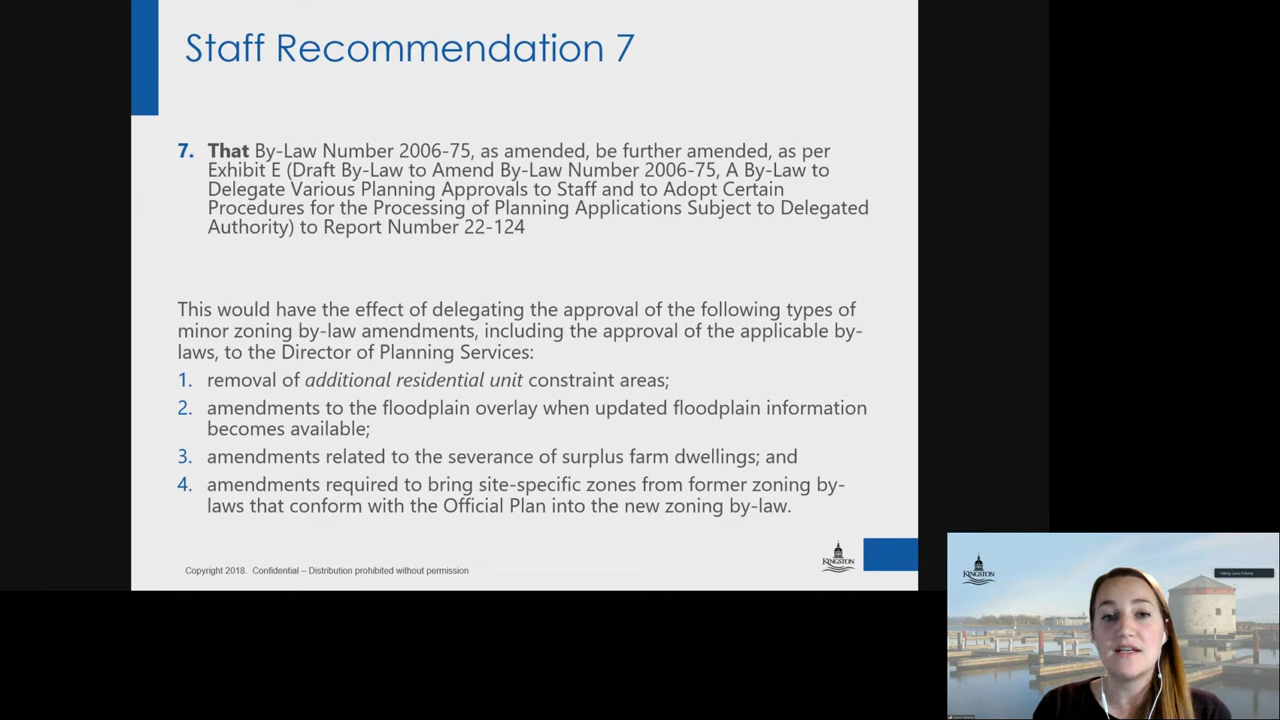 Staff Recommendation 7
7. That By-Law Number 2006-75, as amended, be further amended, as per
Exhibit E (Draft By-Law to Amend By-Law Number 2006-75, A By-Law to
Delegate Various Planning Approvals to Staff and to Adopt Certain
Procedures for the Processing of Planning Applications Subject to Delegated
Authority) to Report Number 22-124
This would have the effect of delegating the approval of the following types of
minor zoning by-law amendments, including the approval of the applicable by-
laws, to the Director of Planning Services:
1. removal of additional residential unit constraint areas;
2. amendments to the floodplain overlay when updated floodplain information
becomes available;
3. amendments related to the severance of surplus farm dwellings; and
4. amendments required to bring site-specific zones from former zoning by-
laws that conform with the Official Plan into the new zoning by-law.
Copyright 2018. Confidential – Distribution prohibited without permission
KINGSTON
KINGSTON